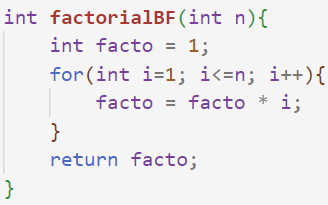 int factorialBF(int n){
    int facto = 1;
    for(int i=1; i<=n; i++){
        facto = facto * i;
    }
    return facto;
}